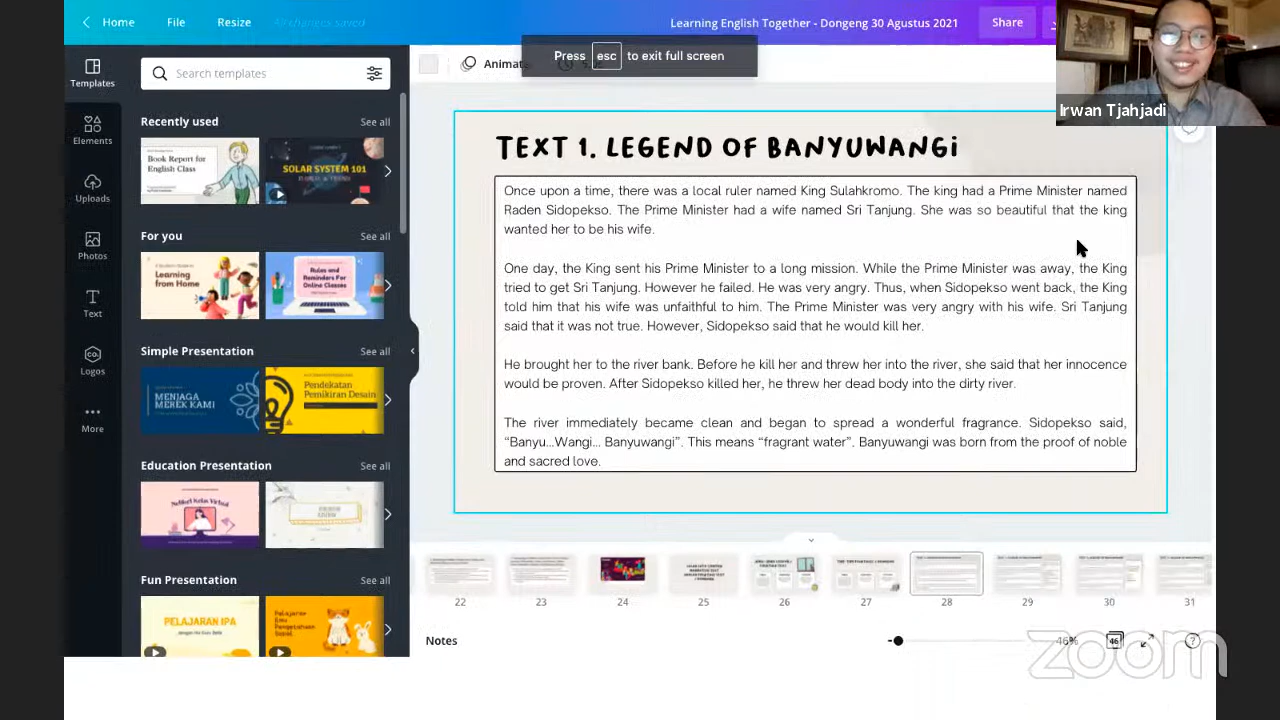 Home
File
Resize
All changes saved
Learning English Together - Dongeng 30 Agustus 2021
Share
Press esc to exit full screen
Irwan Tjahjadi
Templates
Search templates
Animate
Elements
Uploads
Photos
Text
Logos
More
Recently used
See all
Book Report for
English Class
SOLAR SYSTEM 101
For you
See all
Learning
from Home
Rules and
Reminders For
Online Classes
Simple Presentation
See all
MENJAGA
MEREK KAMI
Pendekatan
Pemikiran Desain
Education Presentation
See all
Fun Presentation
See all
PELAJARAN IPA
Pelajaran
Ilmu
Pengetahuan
Sosial
TEXT 1. LEGEND OF BANYUWANGI
Once upon a time, there was a local ruler named King Sulahkromo. The king had a Prime Minister named
Raden Sidopekso. The Prime Minister had a wife named Sri Tanjung. She was so beautiful that the king
wanted her to be his wife.
One day, the King sent his Prime Minister to a long mission. While the Prime Minister was away, the King
tried to get Sri Tanjung. However he failed. He was very angry. Thus, when Sidopekso went back, the King
told him that his wife was unfaithful to him. The Prime Minister was very angry with his wife. Sri Tanjung
said that it was not true. However, Sidopekso said that he would kill her.
He brought her to the river bank. Before he kill her and threw her into the river, she said that her innocence
would be proven. After Sidopekso killed her, he threw her dead body into the dirty river.
The river immediately became clean and began to spread a wonderful fragrance. Sidopekso said,
“Banyu...Wangi... Banyuwangi”. This means “fragrant water”. Banyuwangi was born from the proof of noble
and sacred love.
22
23
24
25
26
27
28
29
30
31
Notes
46%
46
zoom